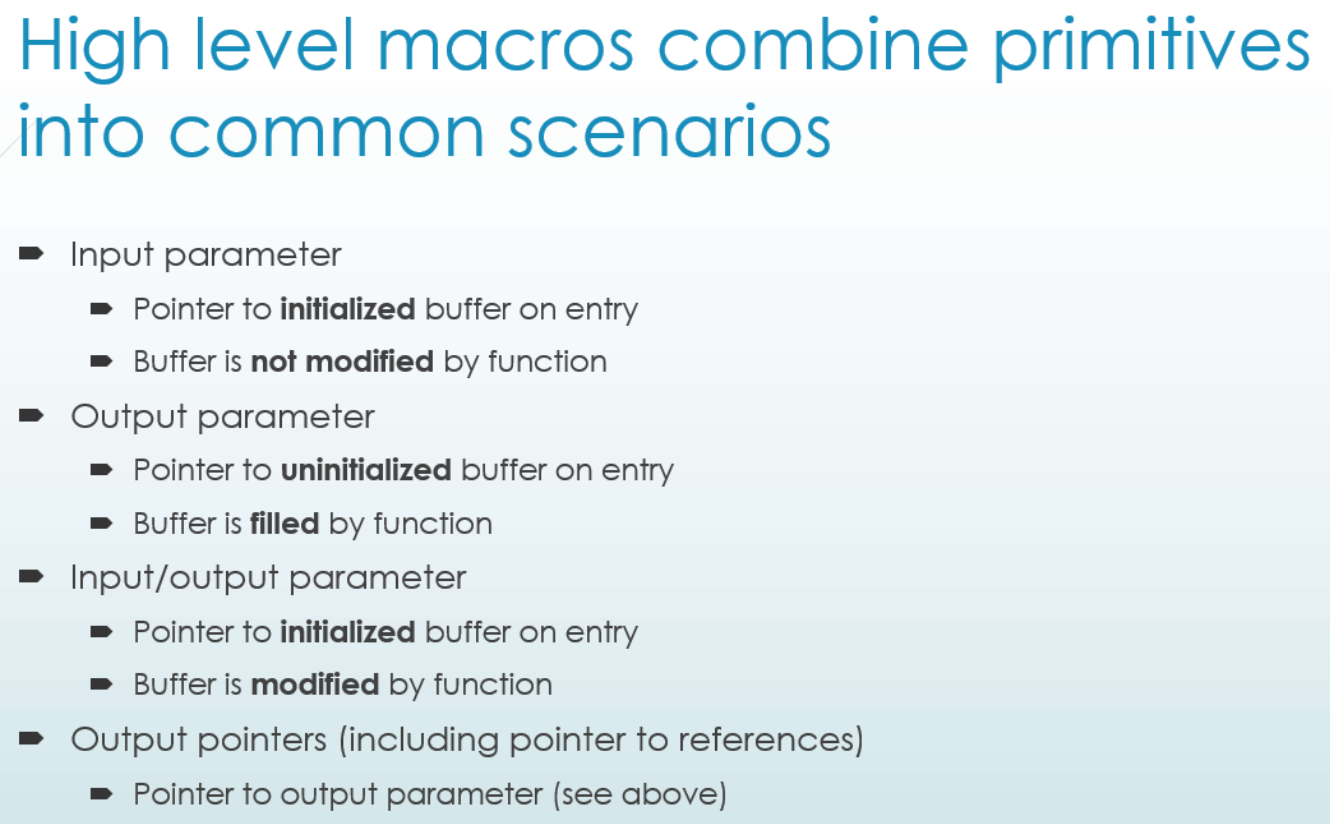 High level macros combine primitives
into common scenarios
Input parameter
Pointer to initialized buffer on entry
Buffer is not modified by function
Output parameter
Pointer to uninitialized buffer on entry
Buffer is filled by function
Input/output parameter
Pointer to initialized buffer on entry
Buffer is modified by function
Output pointers (including pointer to references)
Pointer to output parameter (see above)